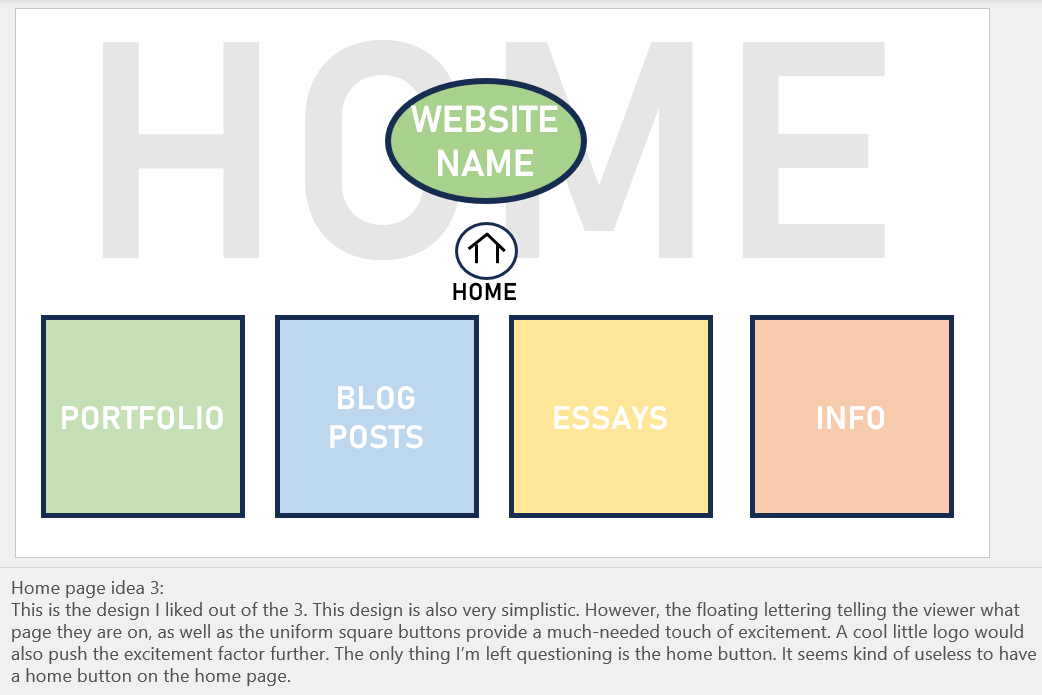 HOME
WEBSITE
NAME
HOME
PORTFOLIO
BLOG
POSTS
ESSAYS
INFO
Home page idea 3:
This is the design I liked out of the 3. This design is also very simplistic. However, the floating lettering telling the viewer what
page they are on, as well as the uniform square buttons provide a much-needed touch of excitement. A cool little logo would
also push the excitement factor further. The only thing I'm left questioning is the home button. It seems kind of useless to have
a home button on the home page.